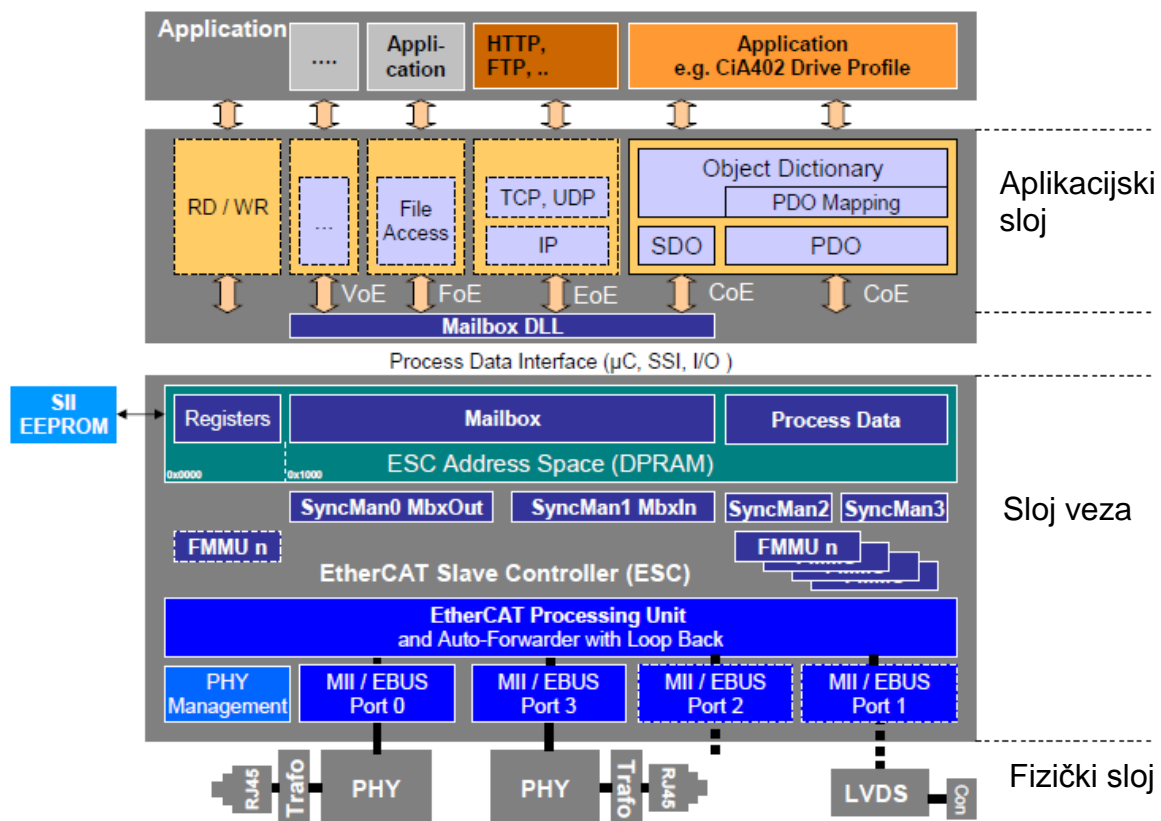 Application
....
Appli-
cation
HTTP,
FTP, ..
Application
e.g. CiA402 Drive Profile
RD / WR
...
File
Access
TCP, UDP
IP
Object Dictionary
PDO Mapping
SDO
PDO
VoE
FoE
EoE
CoE
CoE
Mailbox DLL
Aplikacijski
sloj
Process Data Interface (µC, SSI, I/O )
SII
EEPROM
Registers
Mailbox
Process Data
0x0000
0x1000
ESC Address Space (DPRAM)
SyncMan0 MbxOut
SyncMan1 MbxIn
SyncMan2
SyncMan3
Sloj veza
FMMU n
FMMU n
EtherCAT Slave Controller (ESC)
EtherCAT Processing Unit
and Auto-Forwarder with Loop Back
PHY
Management
MII / EBUS
Port 0
MII / EBUS
Port 3
MII / EBUS
Port 2
MII / EBUS
Port 1
RJ45
Trafo
PHY
PHY
Trafo
RJ45
LVDS
Con
Fizički sloj